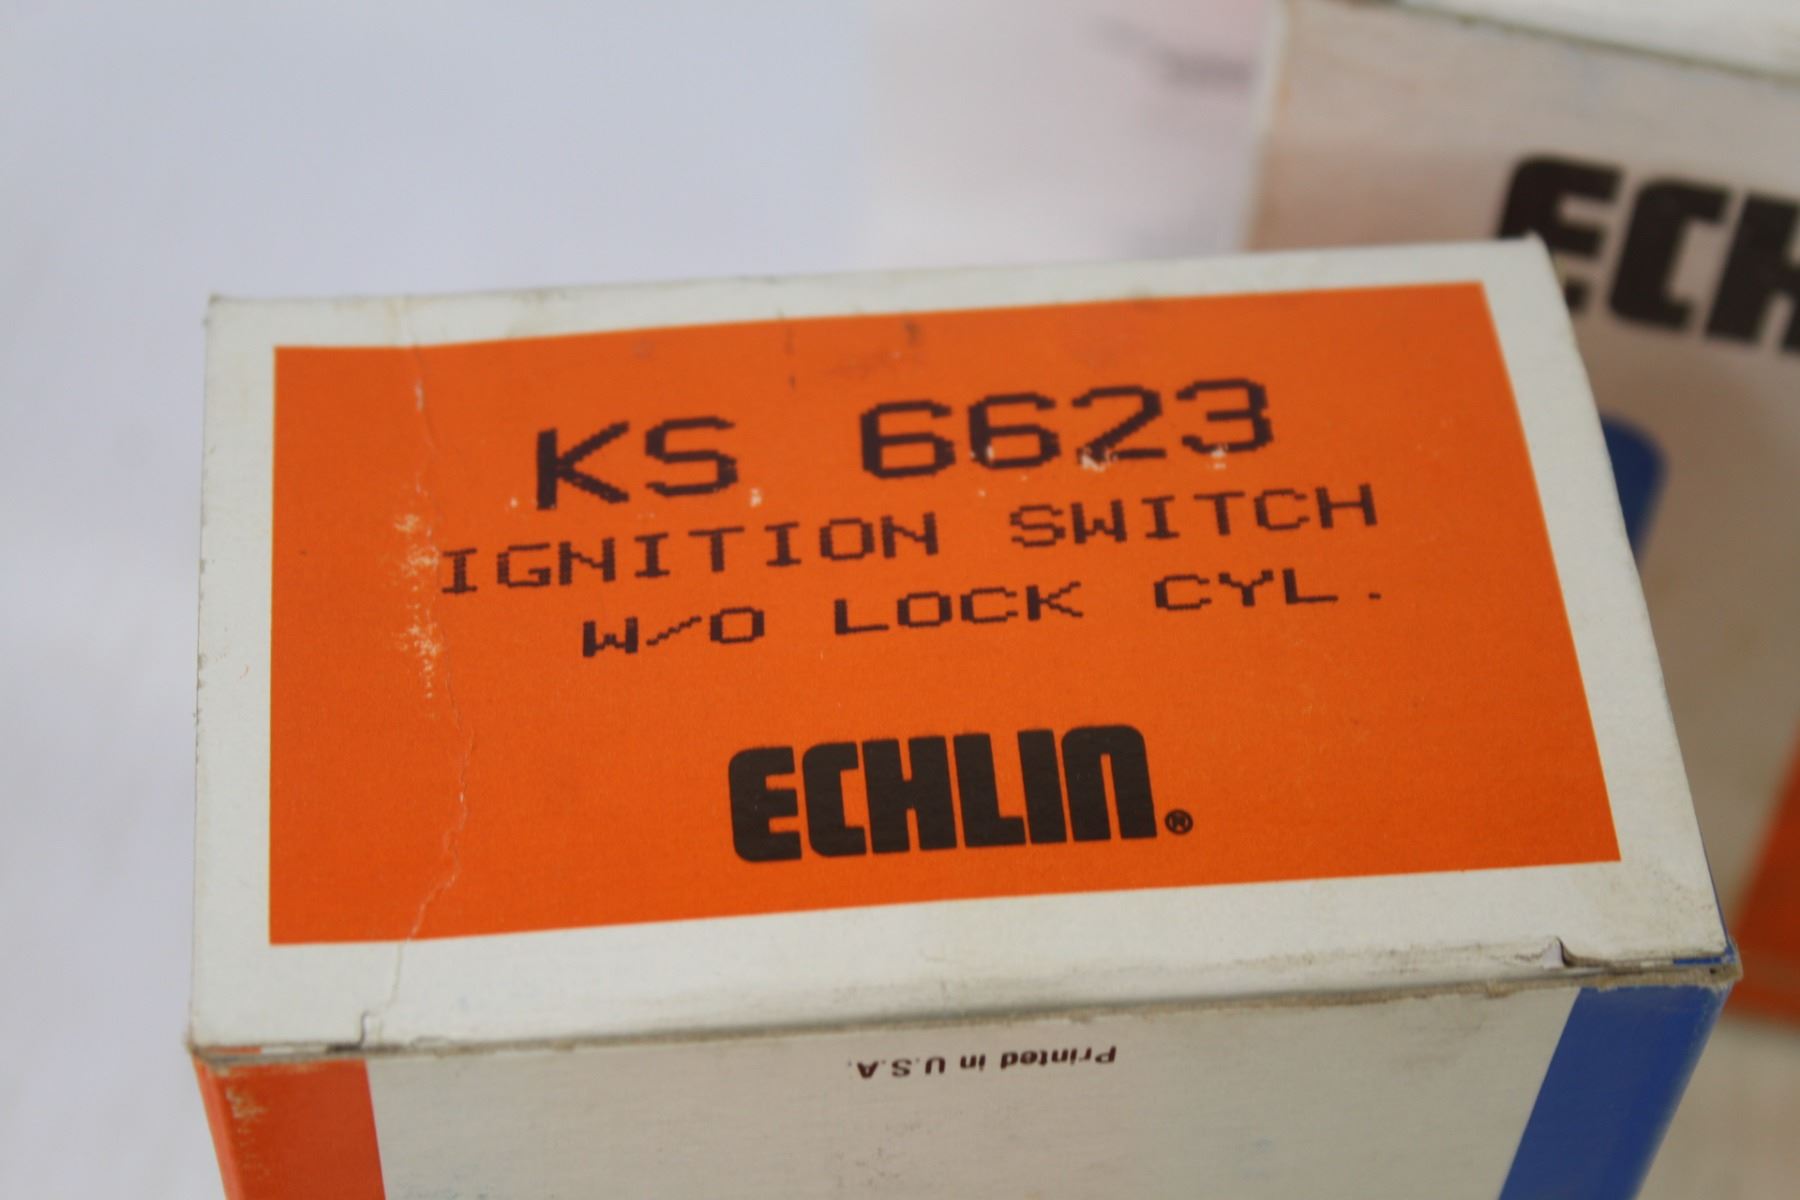 KS 6623
IGNITION SWITCH
W/O LOCK CYL.
ECHLIN®
Printed in U.S.A.
ECH